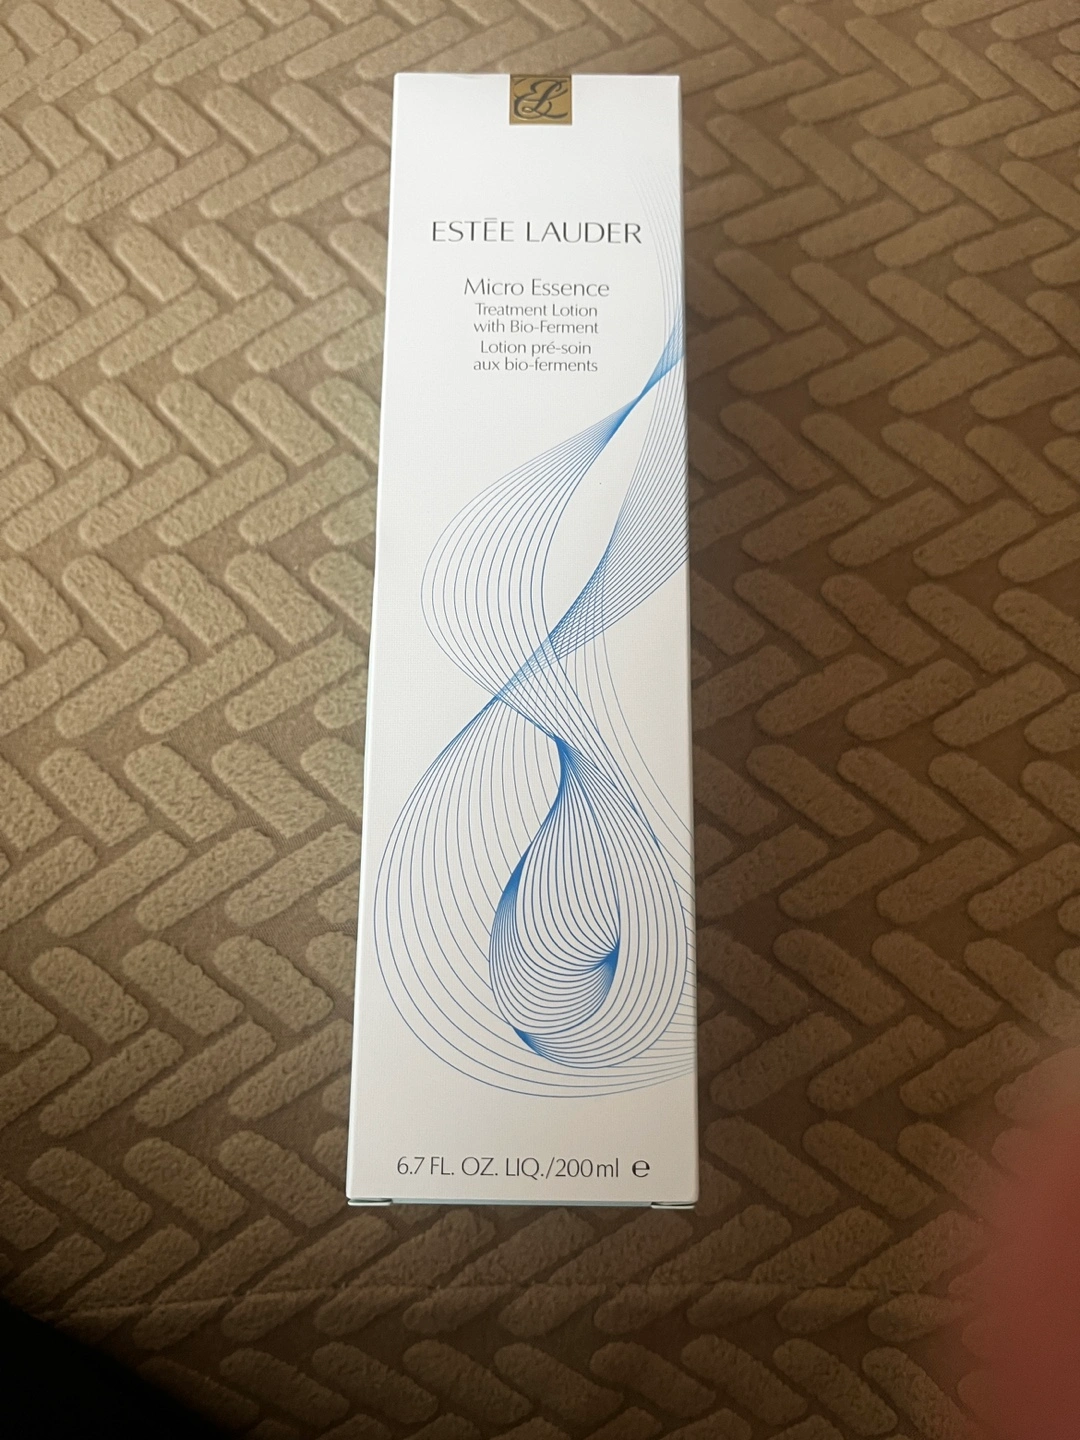 EL
ESTĒE LAUDER
Micro Essence
Treatment Lotion
with Bio-Ferment
Lotion pré-soin
aux bio-ferments
6.7 FL. OZ. LIQ./200ml ℮